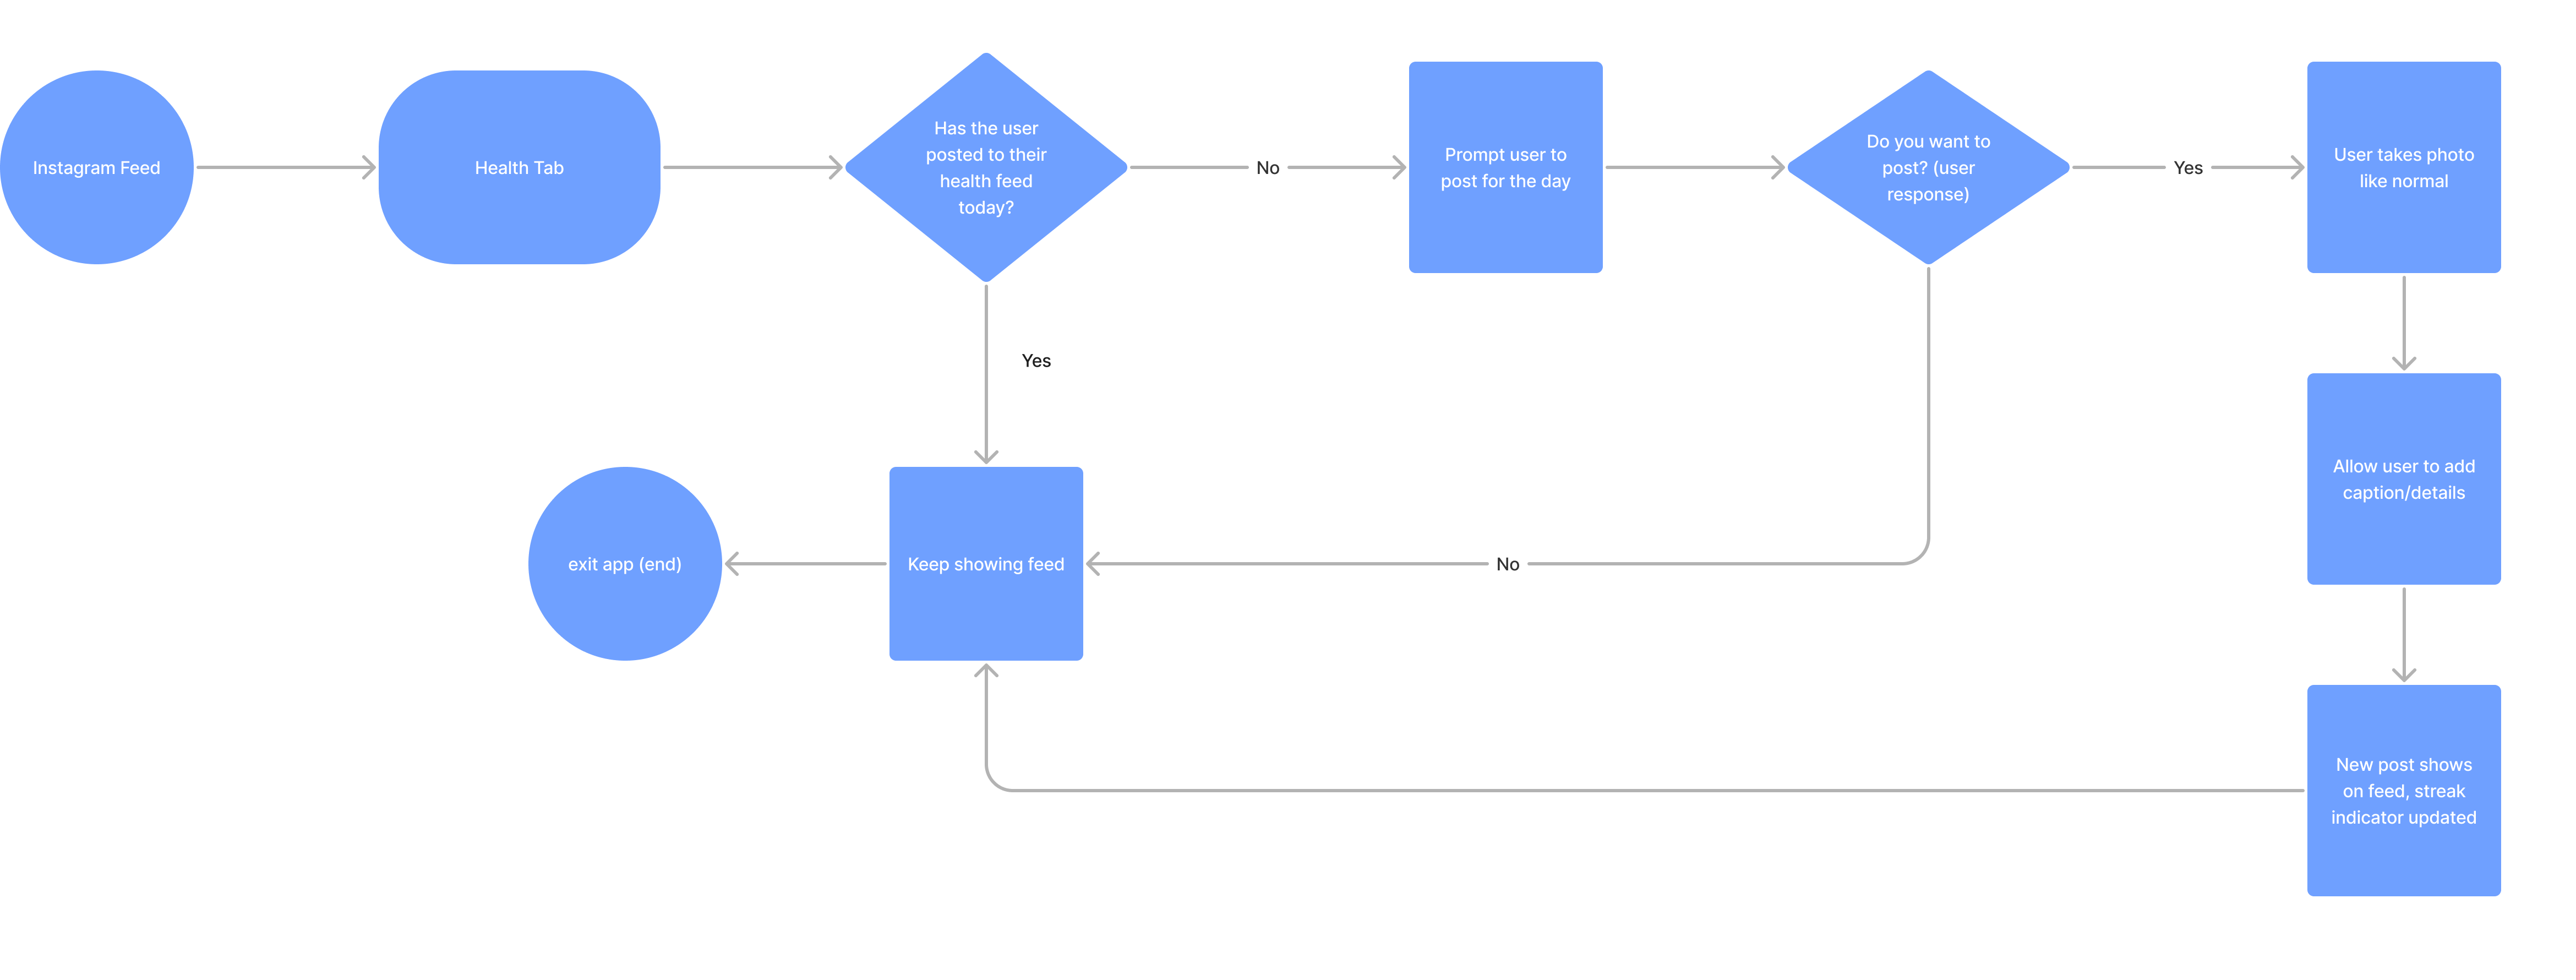 Instagram Feed
Health Tab
Has the user
posted to their
health feed
today?
No
Prompt user to
post for the day
Do you want to
post? (user
response)
Yes
User takes photo
like normal
Yes
Allow user to add
caption/details
exit app (end)
Keep showing feed
No
New post shows
on feed, streak
indicator updated